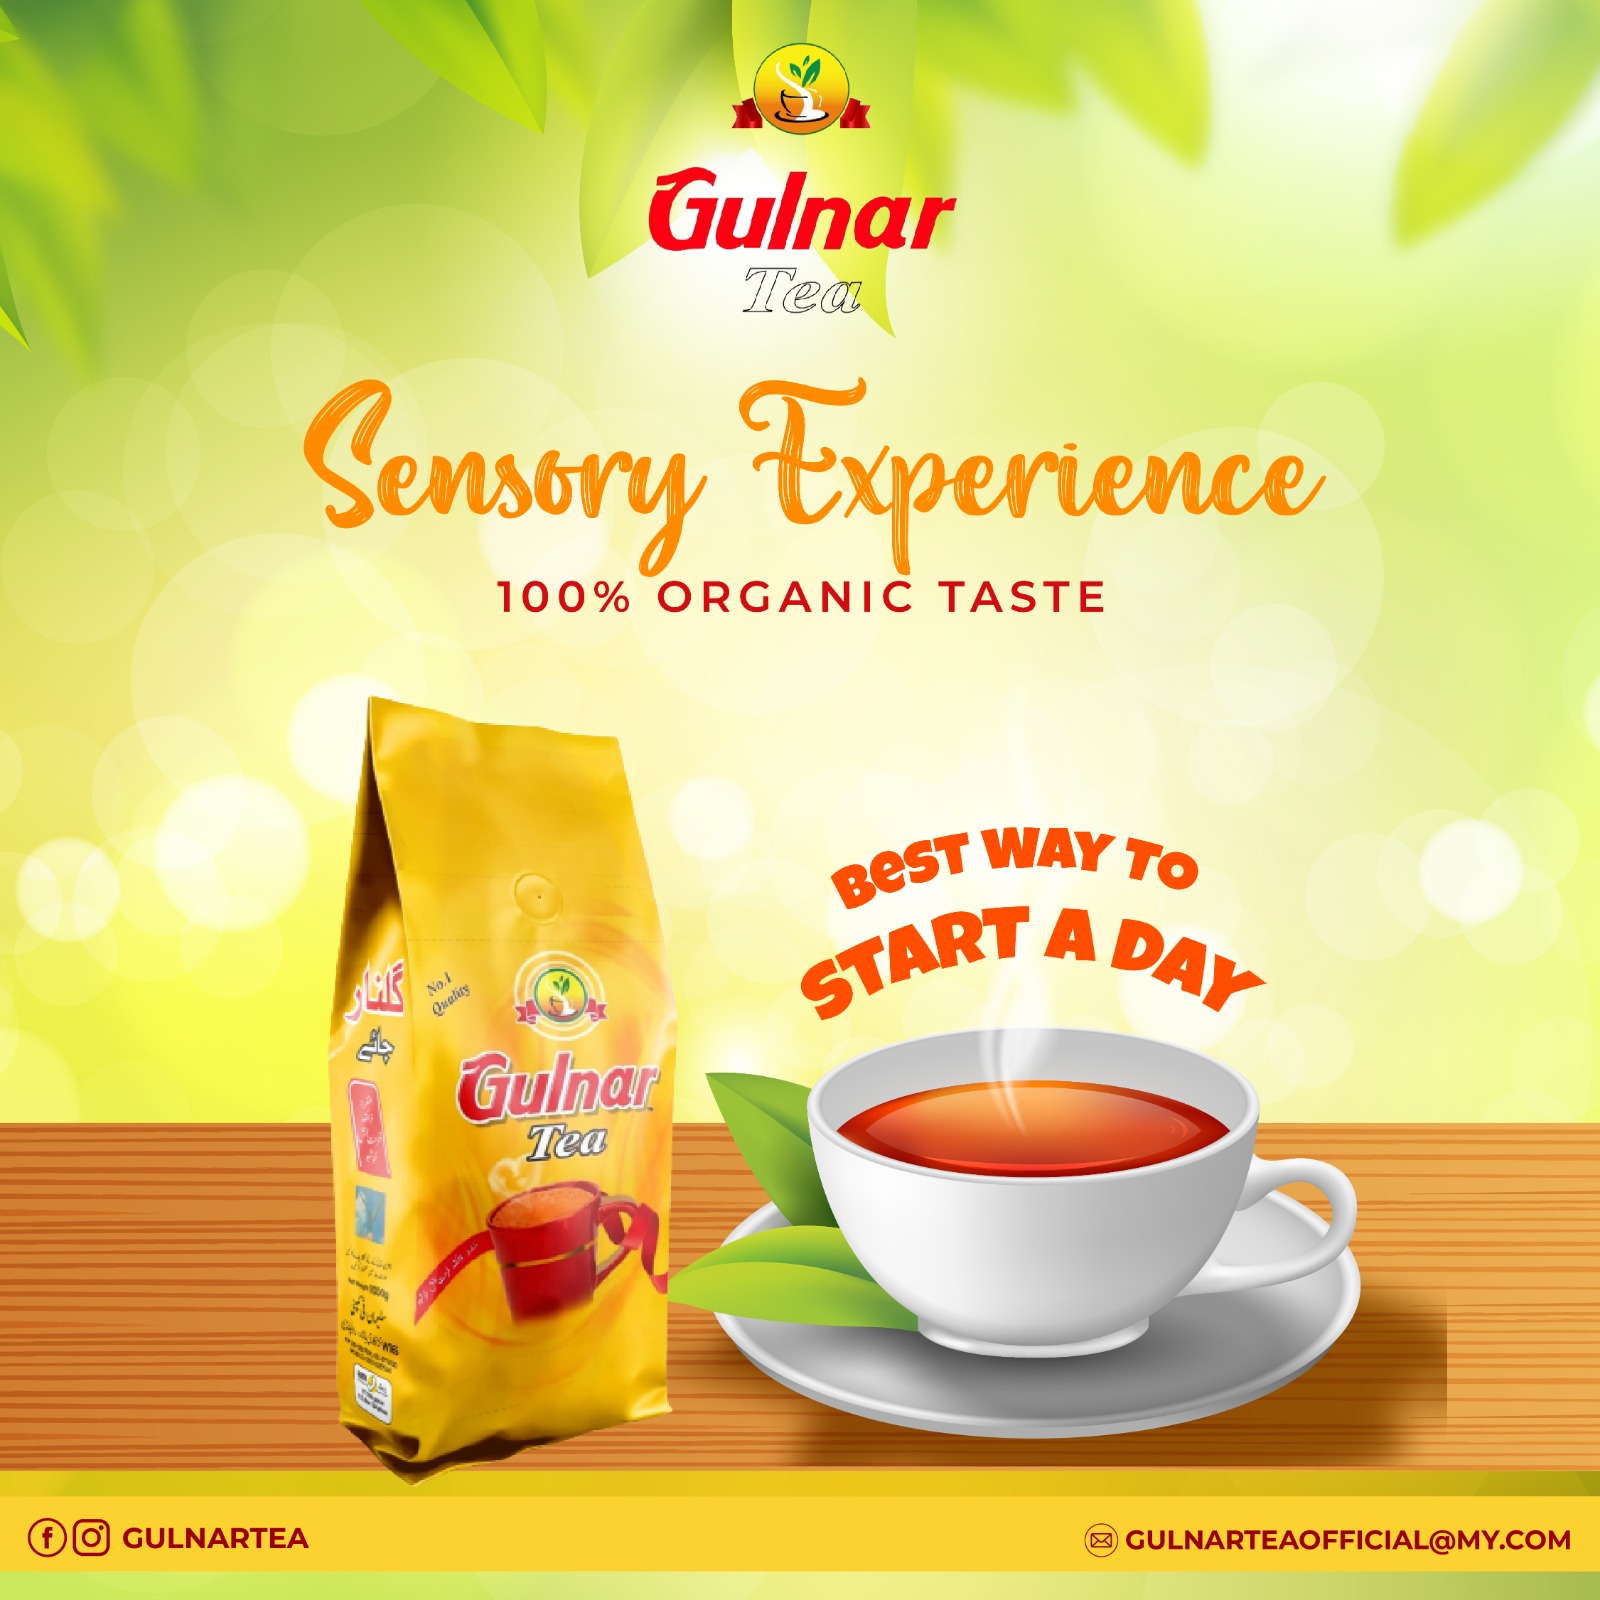 Gulnar
Tea
Sensory Experience
100% ORGANIC TASTE
BEST WAY TO
START A DAY
No.1
Quality
گلنار
چائے
Gulnar
Tea
GULNARTEA
GULNARTEAOFFICIAL@MY.COM